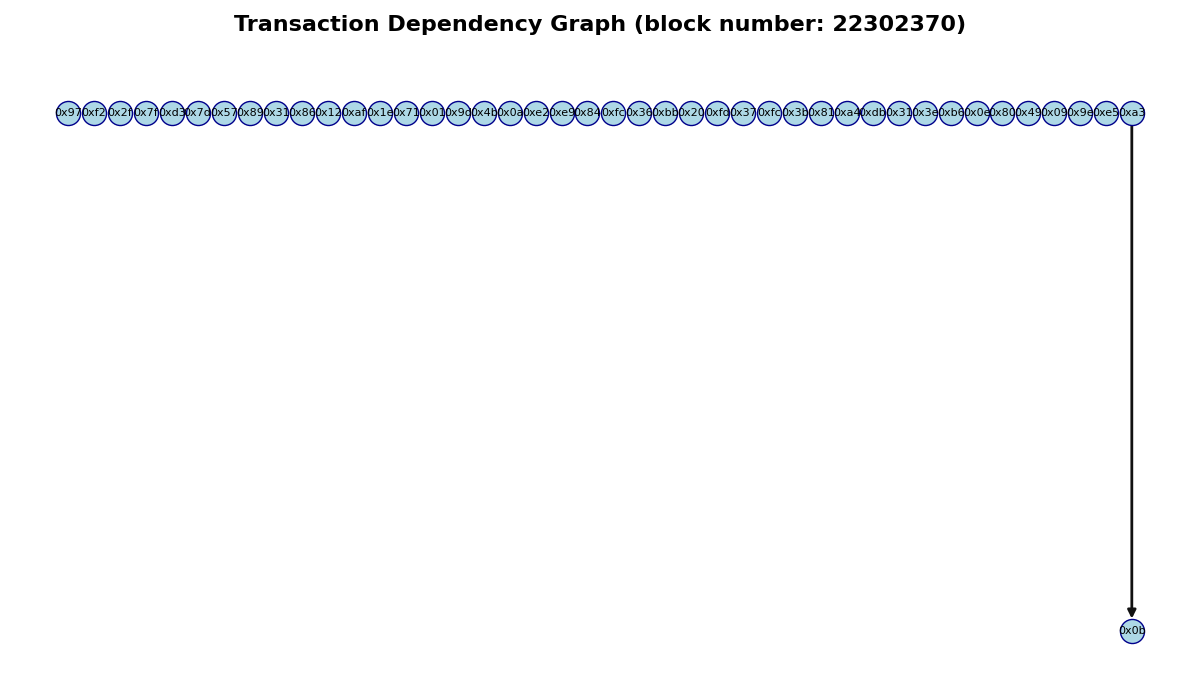 Transaction Dependency Graph (block number: 22302370)
0x97 0xf2 0x2f 0x7f 0xd3 0x7d 0x57 0x89 0x31 0x86 0x12 0xaf 0x1e 0x71 0x01 0x9d 0x4b 0x0a 0xe2 0xe9 0x84 0xfc 0x36 0xbb 0x20 0xfd 0x37 0xfc 0x3b 0x81 0xa4 0xdb 0x31 0x3e 0xb6 0x0e 0x80 0x49 0x09 0x9e 0xe5 0xa3
0x0b